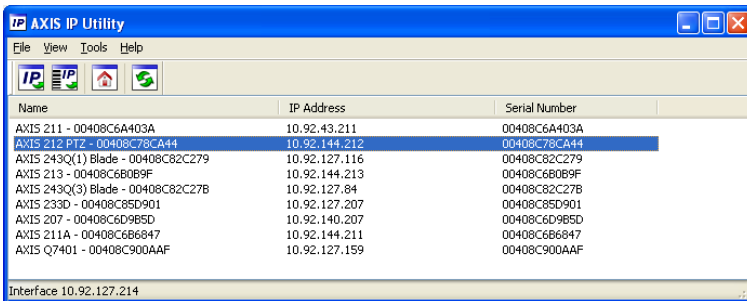 IP AXIS IP Utility
File View Tools Help
IP IP
Name IP Address Serial Number
AXIS 211 - 00408C6A403A 10.92.43.211 00408C6A403A
AXIS 212 PTZ - 00408C78CA44 10.92.144.212 00408C78CA44
AXIS 243Q(1) Blade - 00408C82C279 10.92.127.116 00408C82C279
AXIS 213 - 00408C6B0B9F 10.92.144.213 00408C6B0B9F
AXIS 243Q(3) Blade - 00408C82C27B 10.92.127.84 00408C82C27B
AXIS 233D - 00408C85D901 10.92.127.207 00408C85D901
AXIS 207 - 00408C6D9B5D 10.92.140.207 00408C6D9B5D
AXIS 211A - 00408C6B6847 10.92.144.211 00408C6B6847
AXIS Q7401 - 00408C900AAF 10.92.127.159 00408C900AAF
Interface 10.92.127.214